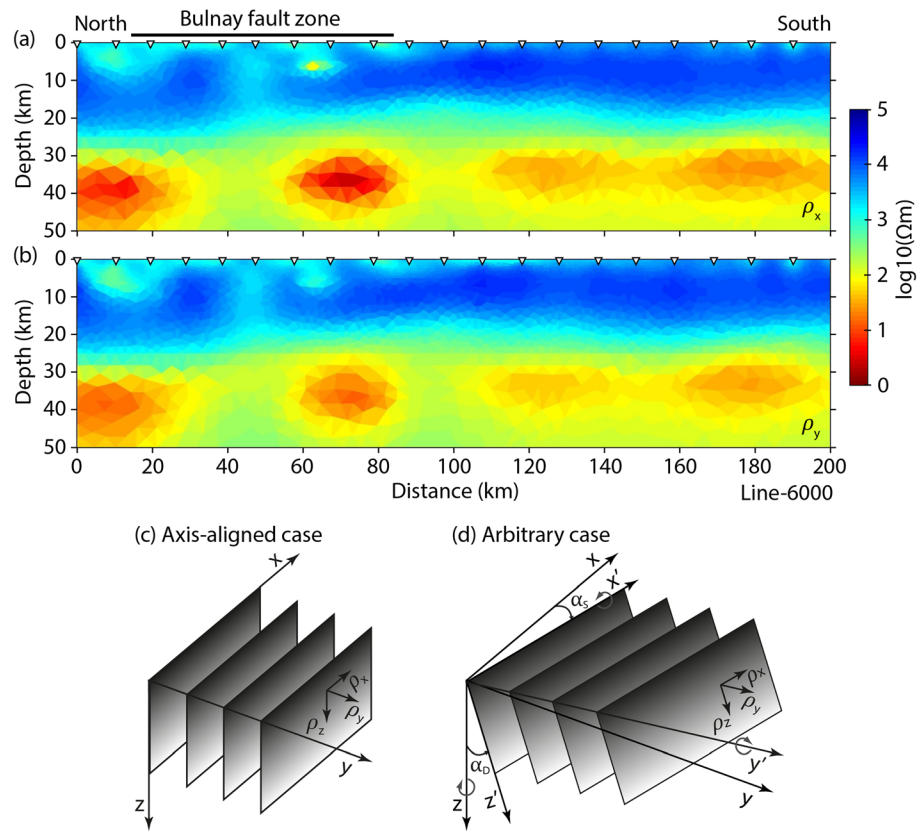 North Bulnay fault zone South
(a)
0
10
20
30
40
50
Depth (km)
ρx
(b)
0
10
20
30
40
50
Depth (km)
ρy
0 20 40 60 80 100 120 140 160 180 200
Distance (km) Line-6000
5
4
3
2
1
0
log10(Ωm)
(c) Axis-aligned case
x
ρx
ρy
ρz
y
z
(d) Arbitrary case
x
x'
αS
ρx
ρy
ρz
αD
y'
y
z
z'